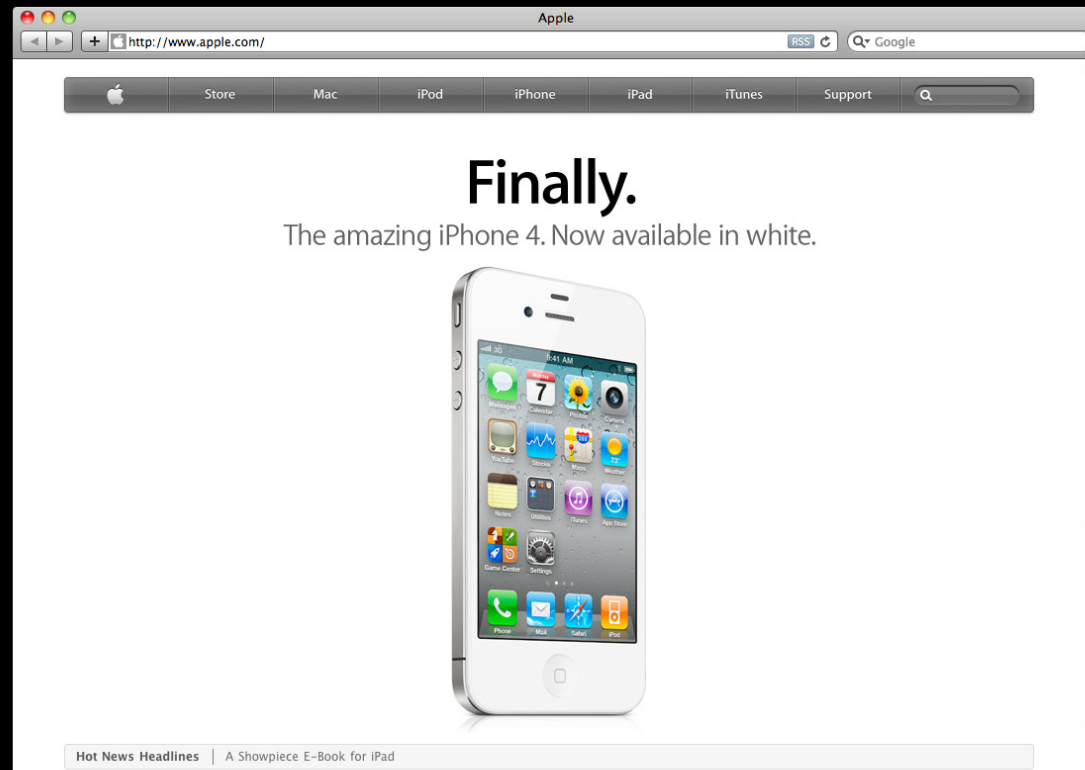 Apple
http://www.apple.com/
RSS
Google
Store
Mac
iPod
iPhone
iPad
iTunes
Support
Finally.
The amazing iPhone 4. Now available in white.
3G
9:41 AM
Messages
7
Calendar
Photos
Camera
YouTube
Stocks
Maps
Weather
Notes
Utilities
iTunes
App Store
Game Center
Settings
Phone
Mail
Safari
iPod
Hot News Headlines
A Showpiece E-Book for iPad